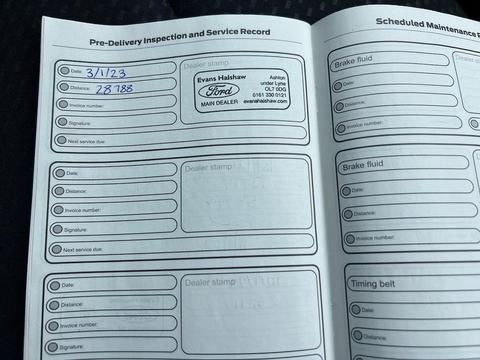 Pre-Delivery Inspection and Service Record
Date: 3/1/23
Distance: 28788
Invoice number:
Signature:
Next service due:
Dealer stamp
Evans Halshaw
Ford
MAIN DEALER
Ashton
under Lyne
OL7 0DG
0161 330 0121
evanshalshaw.com
Date:
Distance:
Invoice number:
Signature:
Next service due:
Dealer stamp
Date:
Distance:
Invoice number:
Signature:
Dealer stamp
Scheduled Maintenance
Brake fluid
Date:
Distance:
Invoice number:
Brake fluid
Date:
Distance:
Invoice number:
Timing belt
Date:
Distance: